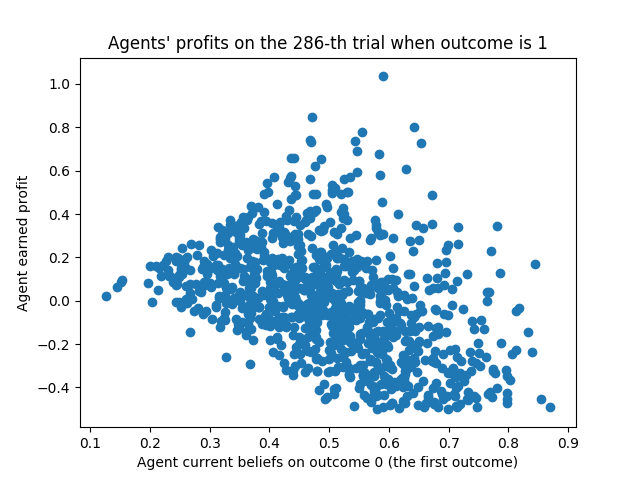 Agents' profits on the 286-th trial when outcome is 1
Agent earned profit
1.0
0.8
0.6
0.4
0.2
0.0
−0.2
−0.4
0.1 0.2 0.3 0.4 0.5 0.6 0.7 0.8 0.9
Agent current beliefs on outcome 0 (the first outcome)